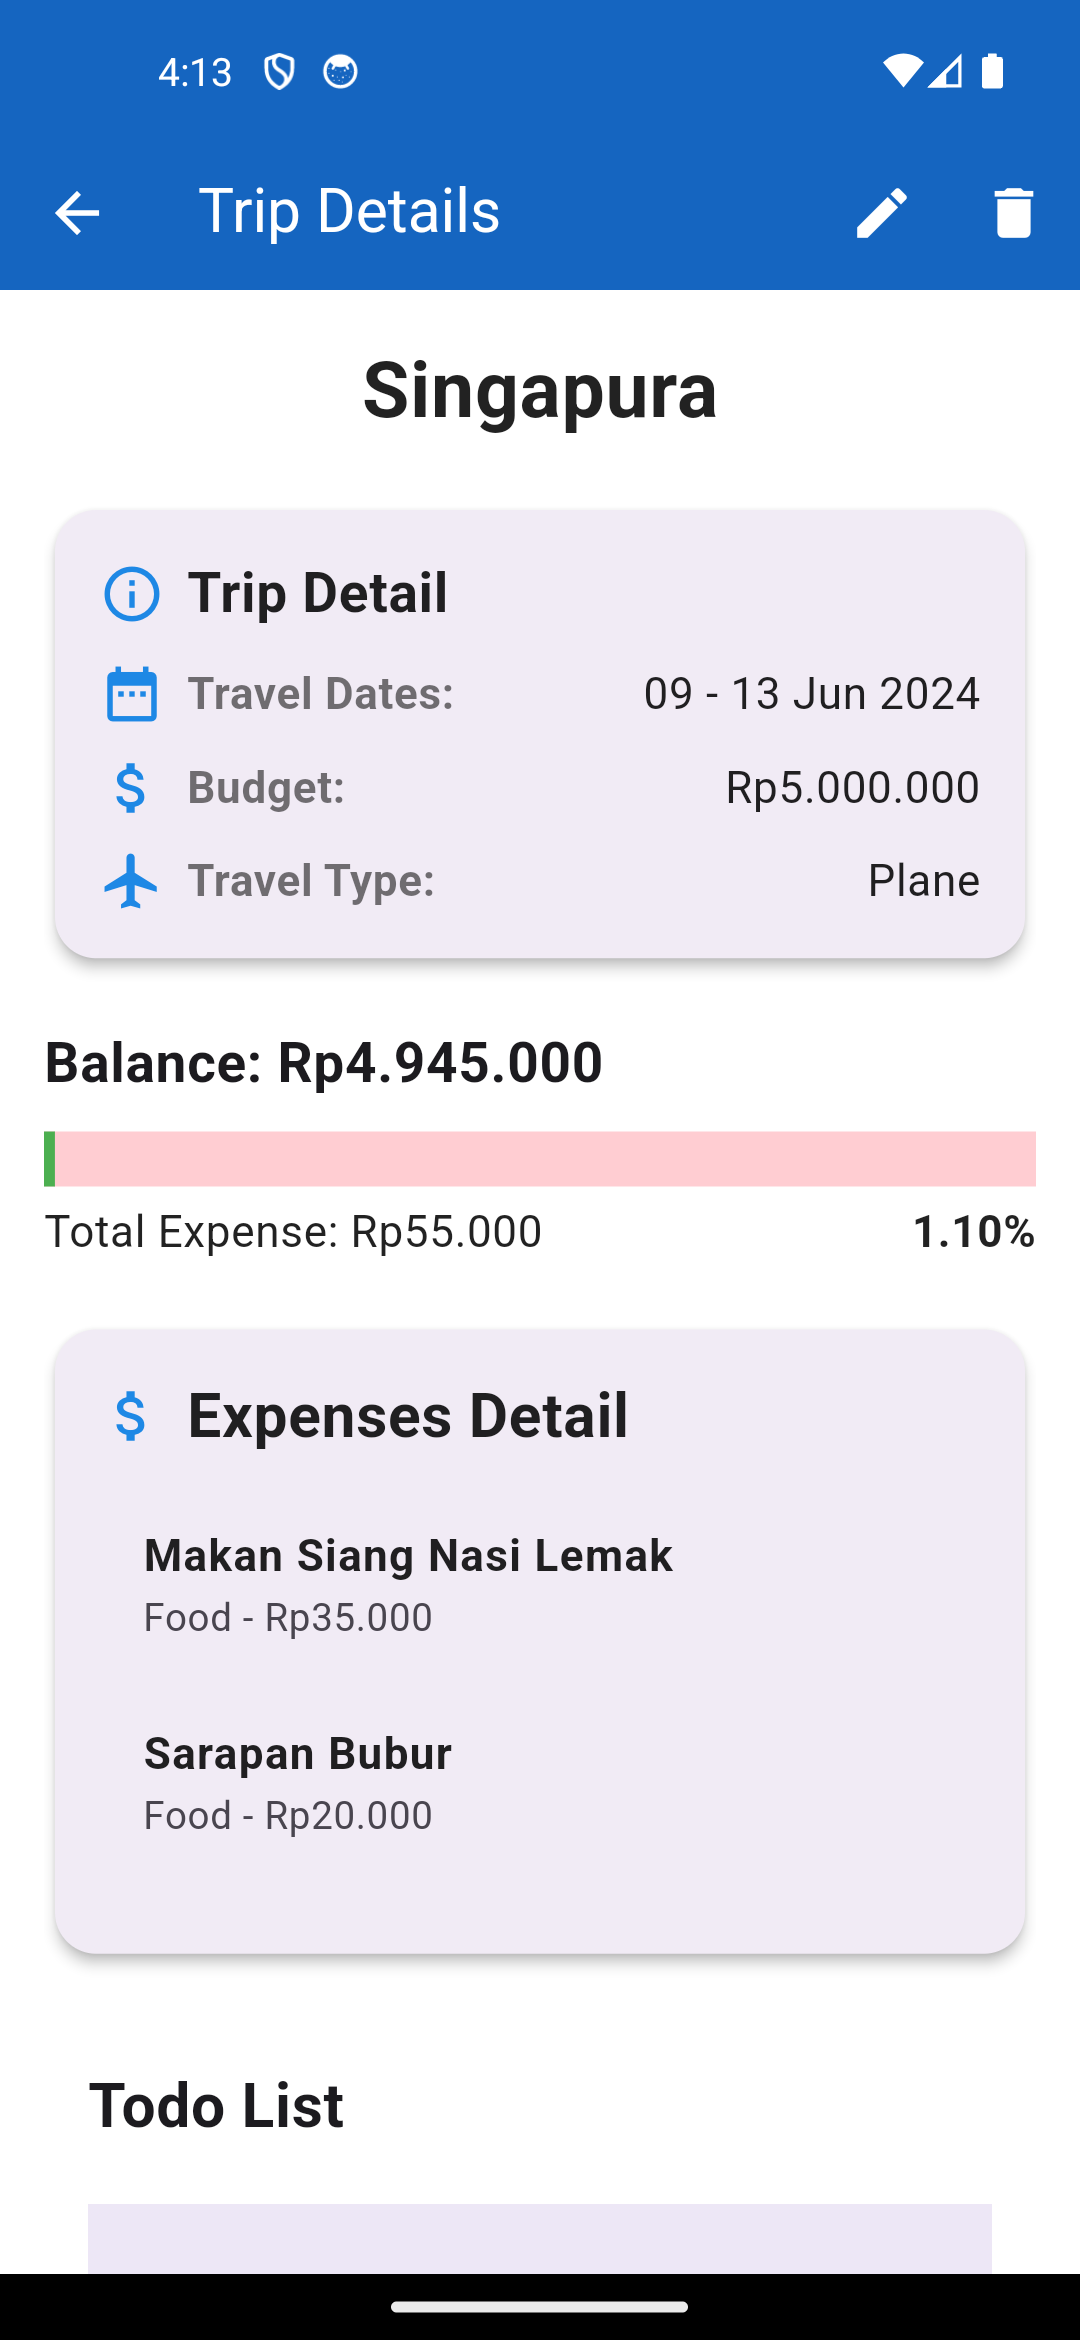 4:13
Trip Details
Singapura
Trip Detail
Travel Dates: 09 - 13 Jun 2024
Budget: Rp5.000.000
Travel Type: Plane
Balance: Rp4.945.000
Total Expense: Rp55.000 1.10%
Expenses Detail
Makan Siang Nasi Lemak
Food - Rp35.000
Sarapan Bubur
Food - Rp20.000
Todo List